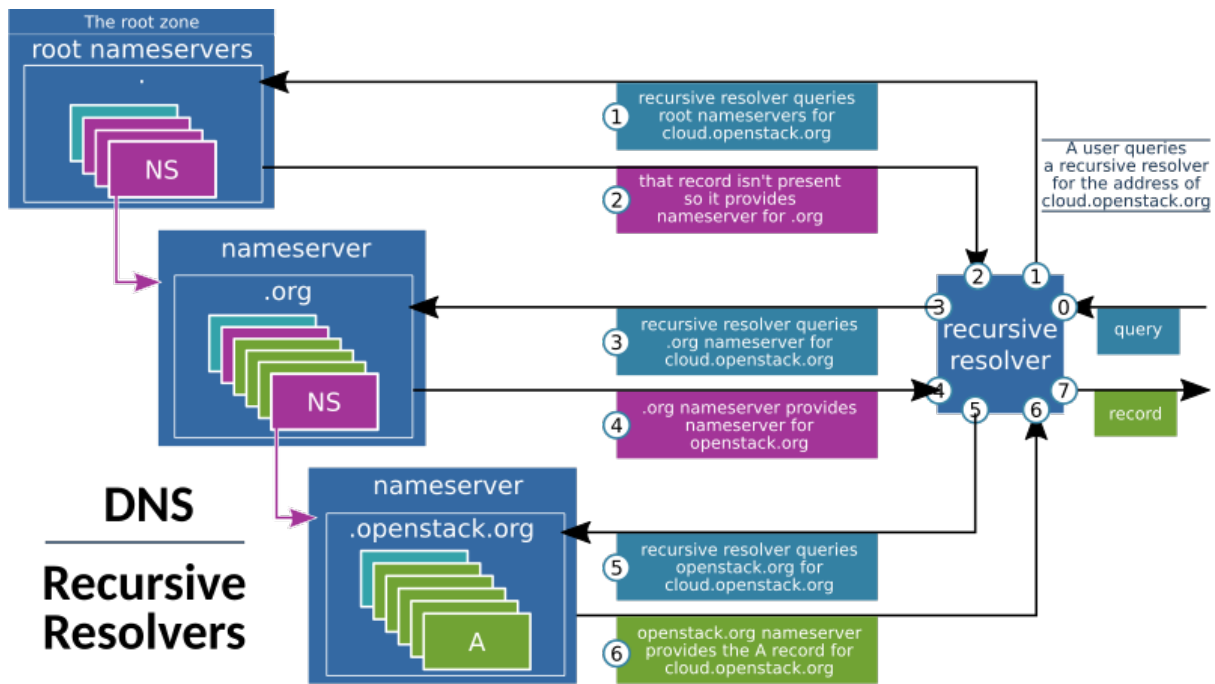 The root zone
root nameservers
.
NS
1
recursive resolver queries
root nameservers for
cloud.openstack.org
2
that record isn't present
so it provides
nameserver for .org
A user queries
a recursive resolver
for the address of
cloud.openstack.org
nameserver
.org
NS
3
recursive resolver queries
.org nameserver for
cloud.openstack.org
4
.org nameserver provides
nameserver for
openstack.org
2
1
3
0
recursive
resolver
4
7
5
6
query
record
DNS
Recursive
Resolvers
nameserver
.openstack.org
A
5
recursive resolver queries
openstack.org for
cloud.openstack.org
6
openstack.org nameserver
provides the A record for
cloud.openstack.org